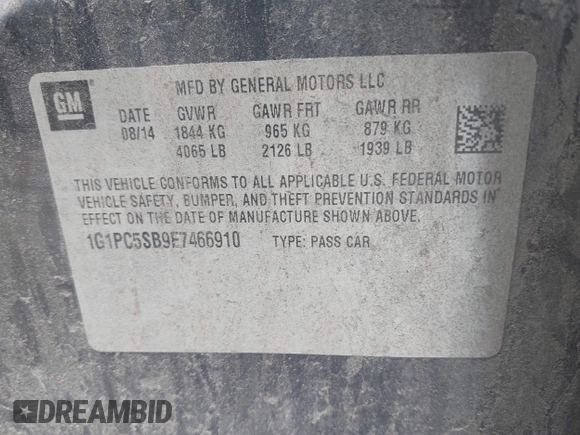 GM
MFD BY GENERAL MOTORS LLC
DATE GVWR GAWR FRT GAWR RR
08/14 1844 KG 965 KG 879 KG
4065 LB 2126 LB 1939 LB
THIS VEHICLE CONFORMS TO ALL APPLICABLE U.S. FEDERAL MOTOR
VEHICLE SAFETY, BUMPER, AND THEFT PREVENTION STANDARDS IN
EFFECT ON THE DATE OF MANUFACTURE SHOWN ABOVE.
1G1PC5SB9F7466910 TYPE: PASS CAR
DREAMBID